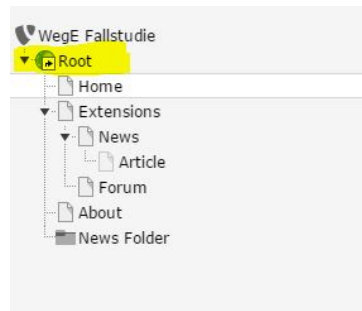 WegE Fallstudie
Root
Home
Extensions
News
Article
Forum
About
News Folder